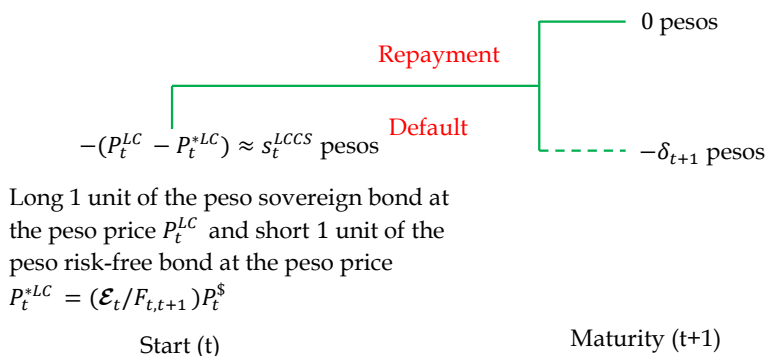 0 pesos
Repayment
Default
−(P_t^{LC} − P_t^{*LC}) ≈ s_t^{LCCS} pesos
−δ_{t+1} pesos
Long 1 unit of the peso sovereign bond at
the peso price P_t^{LC} and short 1 unit of the
peso risk-free bond at the peso price
P_t^{*LC} = (ℰ_t/F_{t,t+1})P_t^$
Start (t)
Maturity (t+1)